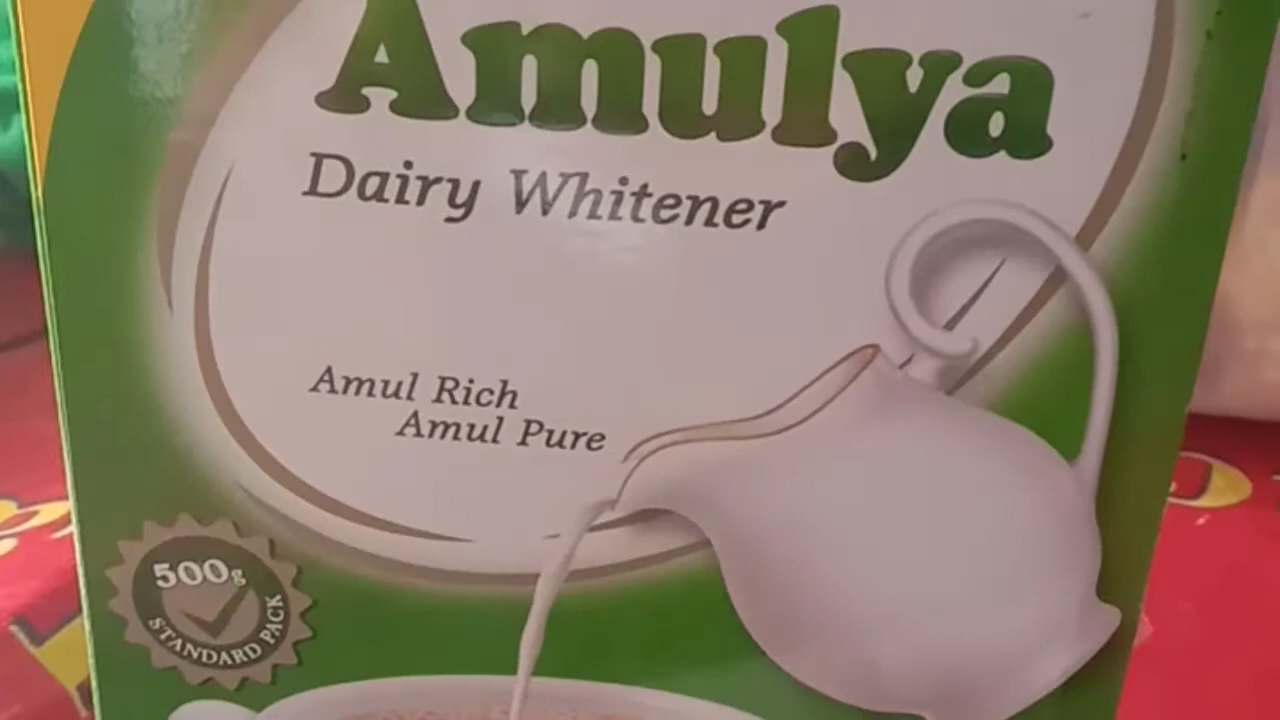 Amulya
Dairy Whitener
Amul Rich
Amul Pure
500g
STANDARD PACK